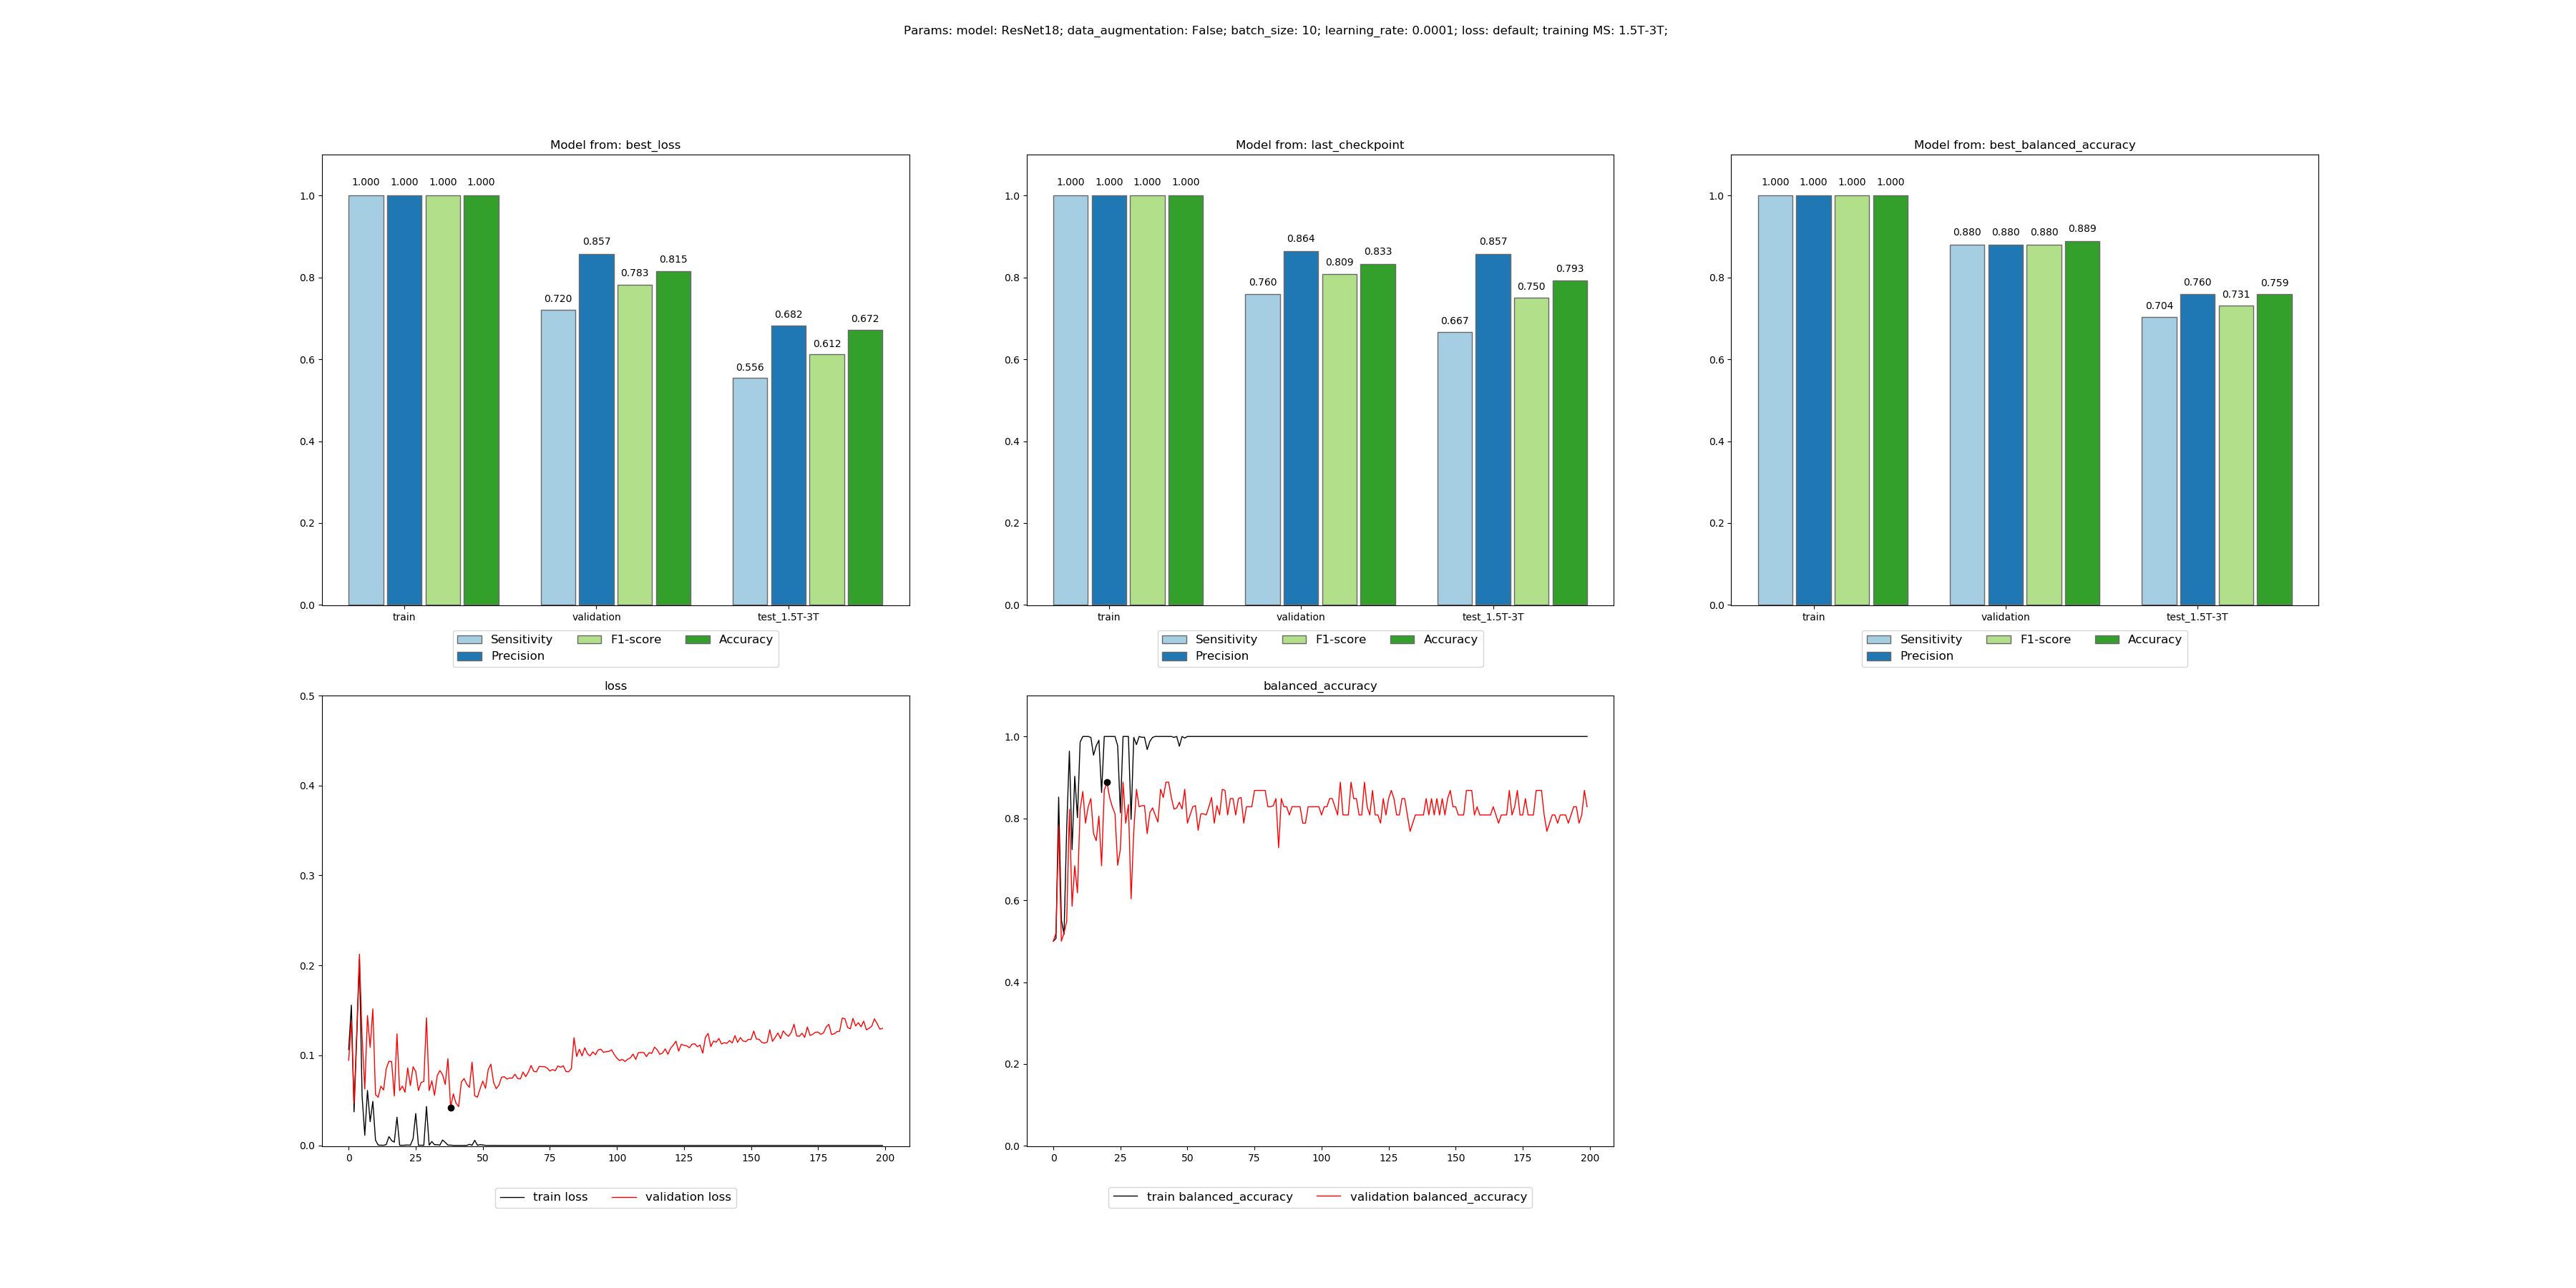 Params: model: ResNet18; data_augmentation: False; batch_size: 10; learning_rate: 0.0001; loss: default; training MS: 1.5T-3T;
Model from: best_loss
1.000 1.000 1.000 1.000
0.720 0.857 0.783 0.815
0.556 0.682 0.612 0.672
1.0
0.8
0.6
0.4
0.2
0.0
train validation test_1.5T-3T
Sensitivity F1-score Accuracy
Precision
Model from: last_checkpoint
1.000 1.000 1.000 1.000
0.760 0.864 0.809 0.833
0.667 0.857 0.750 0.793
1.0
0.8
0.6
0.4
0.2
0.0
train validation test_1.5T-3T
Sensitivity F1-score Accuracy
Precision
Model from: best_balanced_accuracy
1.000 1.000 1.000 1.000
0.880 0.880 0.880 0.889
0.704 0.760 0.731 0.759
1.0
0.8
0.6
0.4
0.2
0.0
train validation test_1.5T-3T
Sensitivity F1-score Accuracy
Precision
loss
0.5
0.4
0.3
0.2
0.1
0.0
0 25 50 75 100 125 150 175 200
train loss validation loss
balanced_accuracy
1.0
0.8
0.6
0.4
0.2
0.0
0 25 50 75 100 125 150 175 200
train balanced_accuracy validation balanced_accuracy